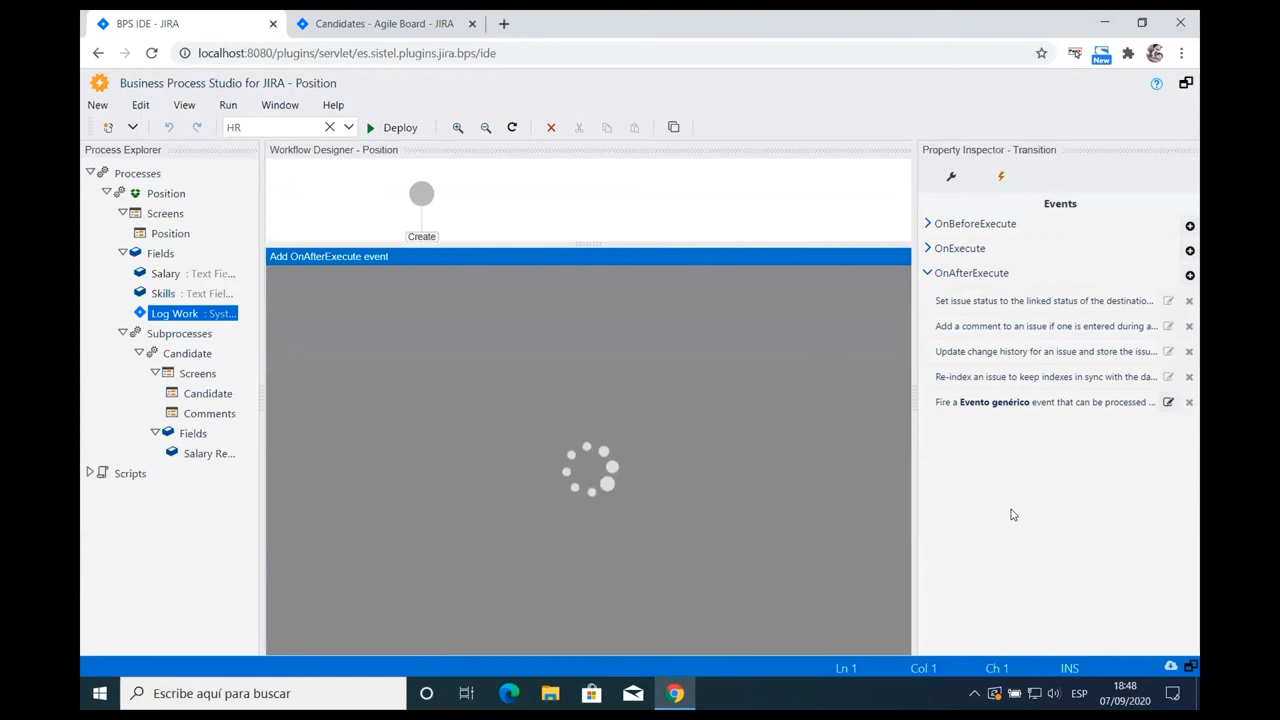 BPS IDE - JIRA
Candidates - Agile Board - JIRA
localhost:8080/plugins/servlet/es.sistel.plugins.jira.bps/ide
New
Business Process Studio for JIRA - Position
New Edit View Run Window Help
HR Deploy
Process Explorer
Processes
Position
Screens
Position
Fields
Salary : Text Fie...
Skills : Text Fiel...
Log Work : Syst...
Subprocesses
Candidate
Screens
Candidate
Comments
Fields
Salary Re...
Scripts
Workflow Designer - Position
Create
Add OnAfterExecute event
Property Inspector - Transition
Events
OnBeforeExecute
OnExecute
OnAfterExecute
Set issue status to the linked status of the destinatio...
Add a comment to an issue if one is entered during a...
Update change history for an issue and store the issu...
Re-index an issue to keep indexes in sync with the da...
Fire a Evento genérico event that can be processed ...
Ln 1 Col 1 Ch 1 INS
Escribe aquí para buscar
ESP
18:48
07/09/2020